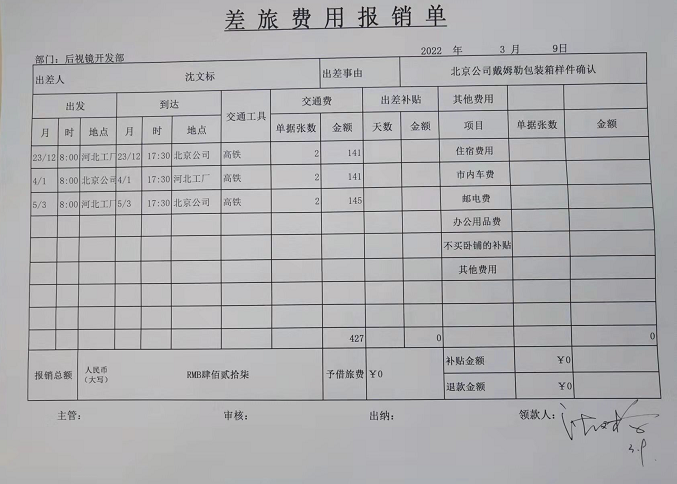 差旅费用报销单
部门：后视镜开发部 2022 年 3 月 9日
出差人 沈文标 出差事由 北京公司戴姆勒包装箱样件确认
出发 到达 交通工具 交通费 出差补贴 其他费用
月 时 地点 月 时 地点 单据张数 金额 天数 金额 项目 单据张数 金额
23/12 8:00 河北工厂 23/12 17:30 北京公司 高铁 2 141 住宿费用
4/1 8:00 北京公司 4/1 17:30 河北工厂 高铁 2 141 市内车费
5/3 8:00 河北工厂 5/3 17:30 北京公司 高铁 2 145 邮电费
办公用品费
不买卧铺的补贴
其他费用
427 0 0
报销总额 人民币（大写） RMB肆佰贰拾柒 予借旅费 ¥0 补贴金额 ¥0
退款金额 ¥0
主管： 审核： 出纳： 领款人：
3.9